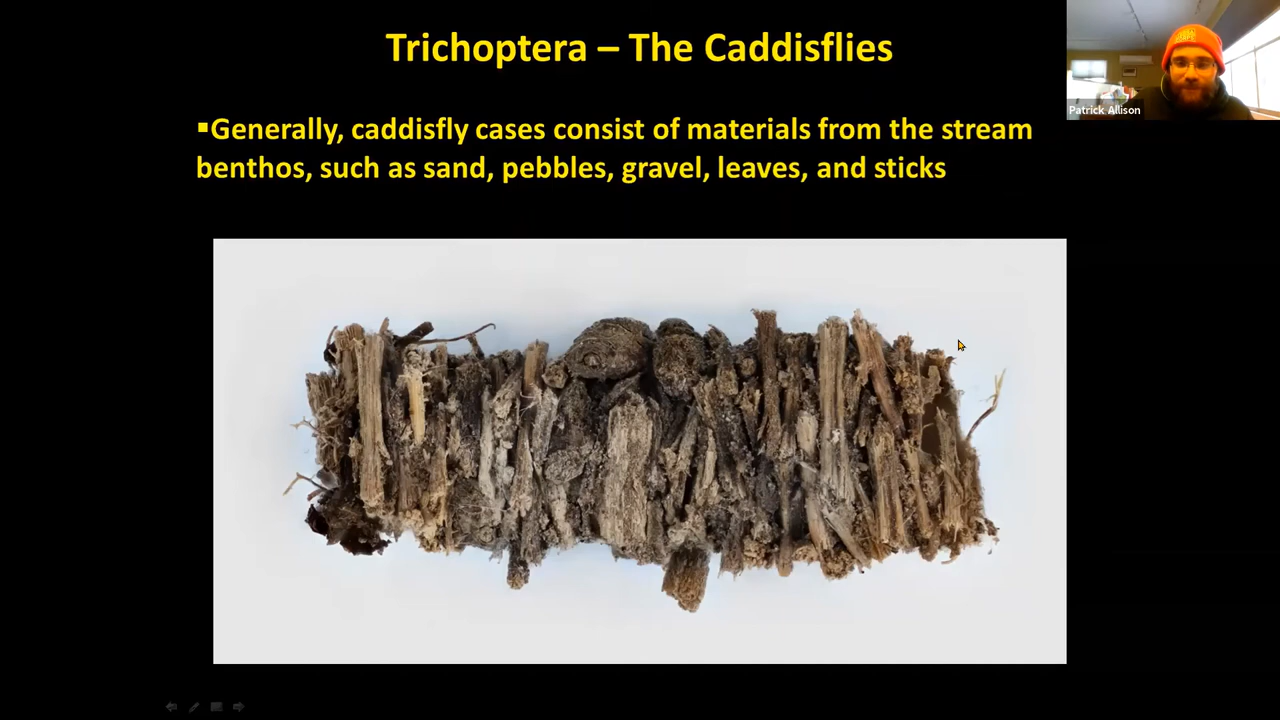 Trichoptera – The Caddisflies
▪Generally, caddisfly cases consist of materials from the stream
benthos, such as sand, pebbles, gravel, leaves, and sticks
Patrick Allison